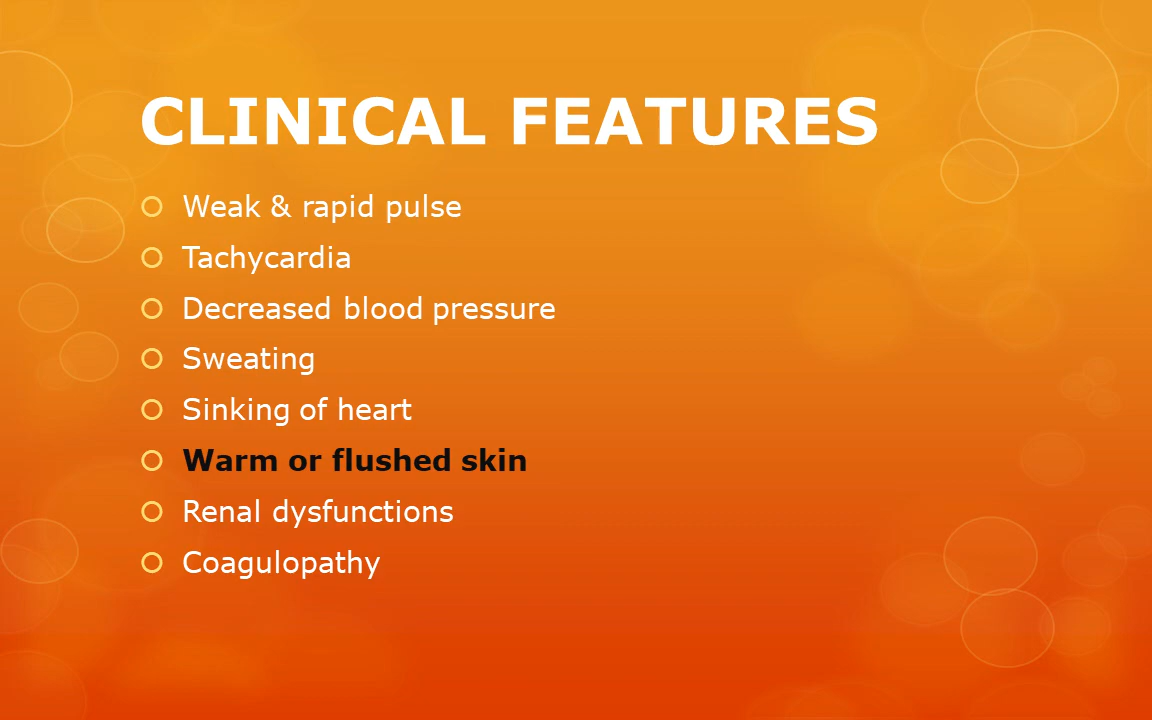 CLINICAL FEATURES
Weak & rapid pulse
Tachycardia
Decreased blood pressure
Sweating
Sinking of heart
Warm or flushed skin
Renal dysfunctions
Coagulopathy